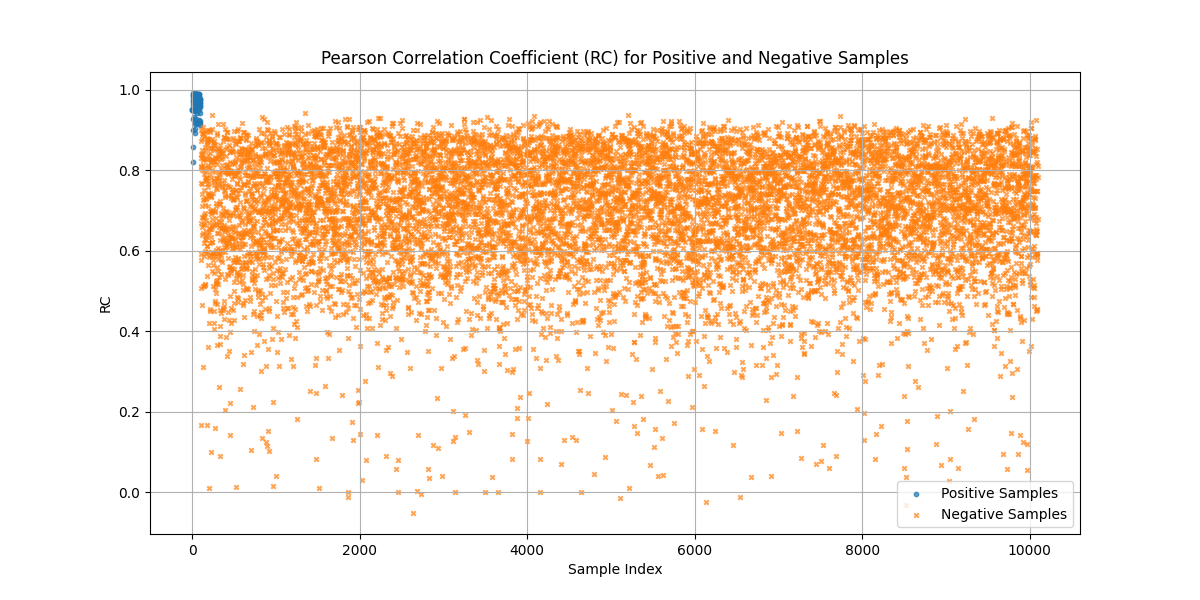 Pearson Correlation Coefficient (RC) for Positive and Negative Samples
1.0
0.8
0.6
0.4
0.2
0.0
RC
0 2000 4000 6000 8000 10000
Sample Index
Positive Samples
Negative Samples